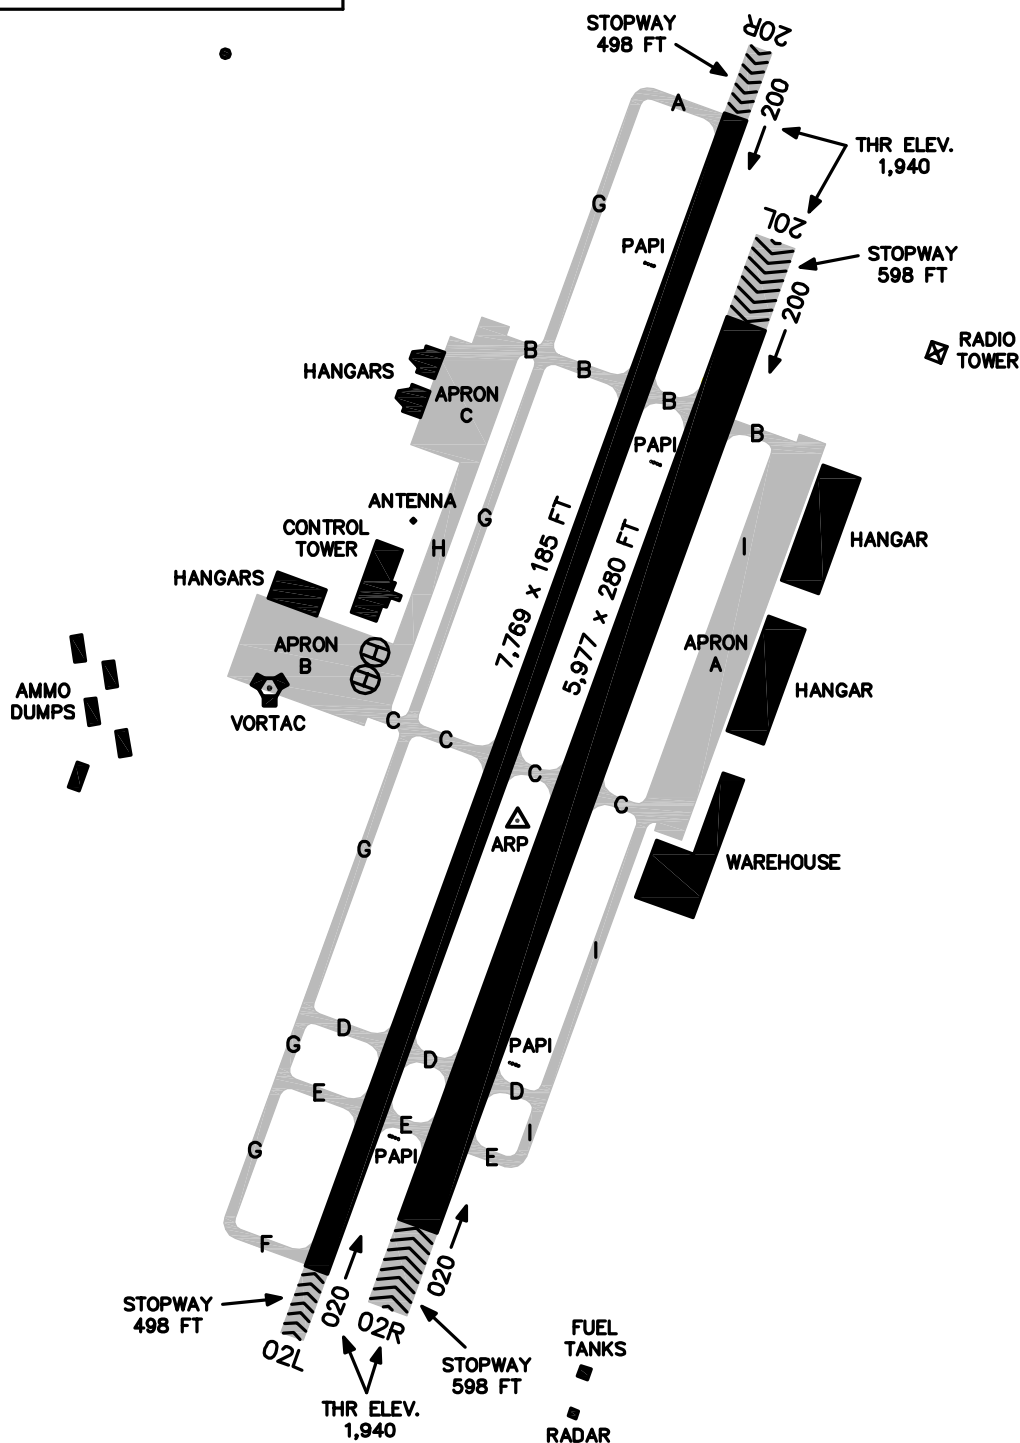 STOPWAY
498 FT
20R
200
A
THR ELEV.
1,940
G
20L
PAPI
STOPWAY
598 FT
200
RADIO
TOWER
B
B
HANGARS
APRON
C
B
B
PAPI
ANTENNA
G
CONTROL
TOWER
H
7,769 x 185 FT
5,977 x 280 FT
I
HANGAR
HANGARS
APRON
B
H
H
APRON
A
AMMO
DUMPS
VORTAC
HANGAR
C
C
C
C
ARP
G
WAREHOUSE
I
D
G
D
PAPI
E
D
E
I
G
PAPI
E
F
020
020
STOPWAY
498 FT
02L
02R
STOPWAY
598 FT
FUEL
TANKS
THR ELEV.
1,940
RADAR